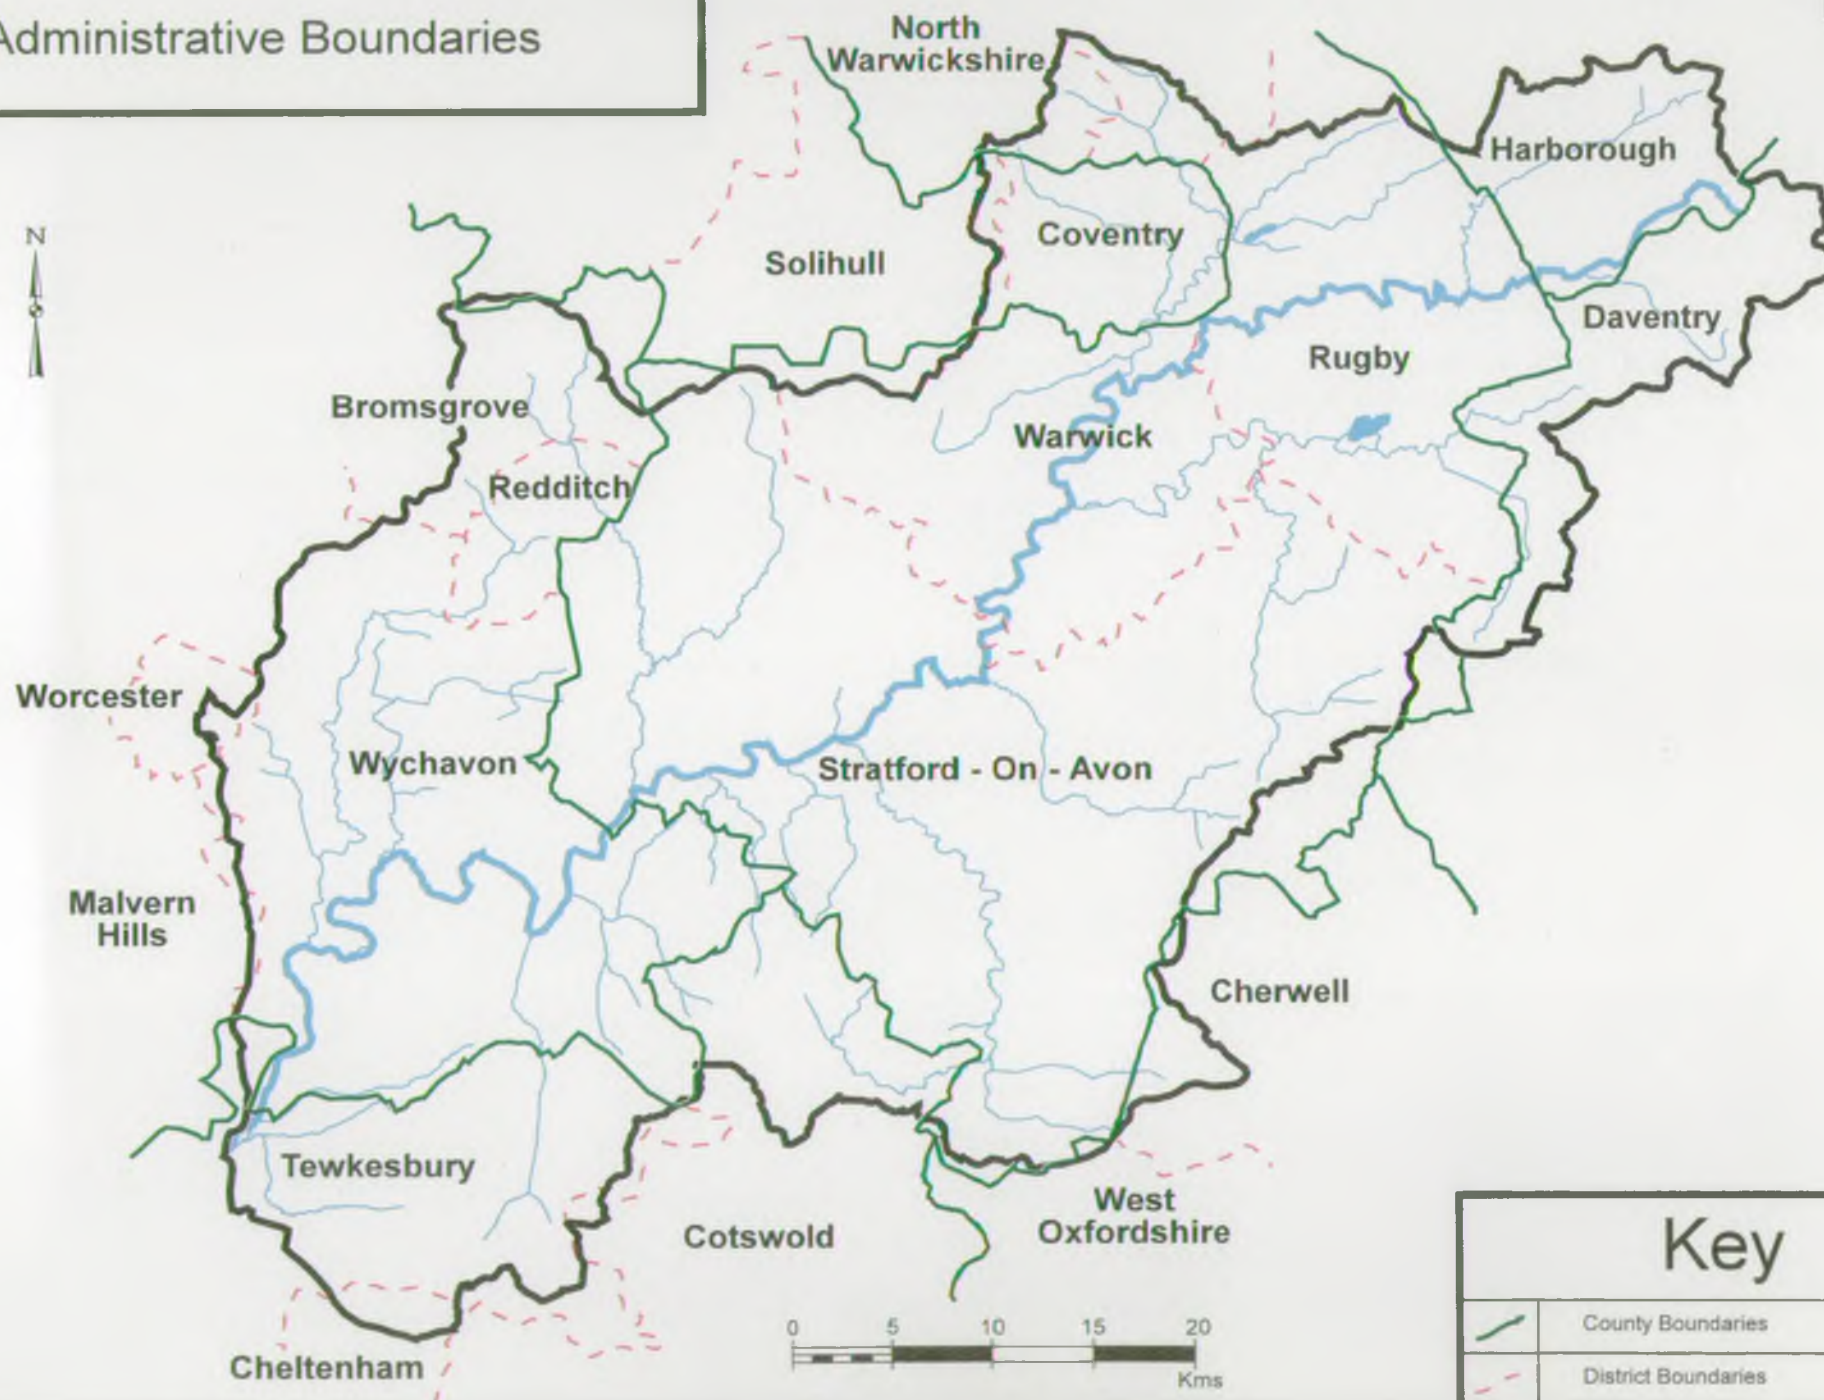 Administrative Boundaries
North
Warwickshire
Harborough
Coventry
N
Solihull
Daventry
Rugby
Bromsgrove
Warwick
Redditch
Worcester
Wychavon
Stratford - On - Avon
Malvern
Hills
Cherwell
Tewkesbury
West
Oxfordshire
Cotswold
Key
0 5 10 15 20
Kms
County Boundaries
Cheltenham
District Boundaries